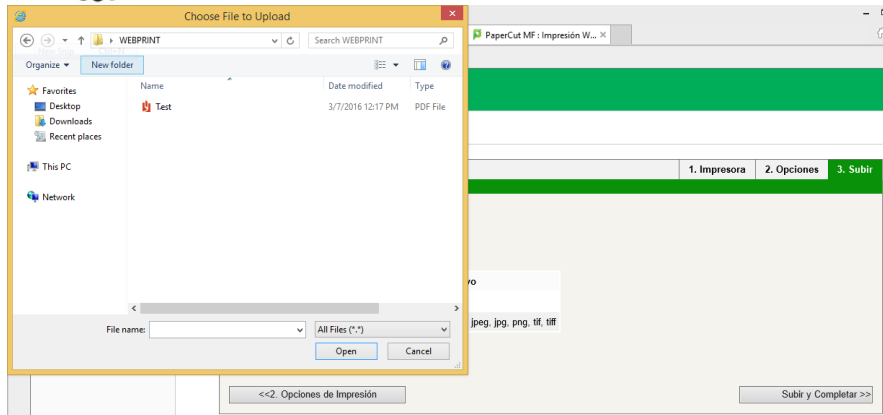 Choose File to Upload
WEBPRINT
Search WEBPRINT
PaperCut MF : Impresión W...
Organize
New folder
Name
Date modified
Type
Favorites
Desktop
Downloads
Recent places
This PC
Network
Test
3/7/2016 12:17 PM
PDF File
1. Impresora
2. Opciones
3. Subir
vo
jpeg, jpg, png, tif, tiff
File name:
All Files (*.*)
Open
Cancel
<<2. Opciones de Impresión
Subir y Completar >>